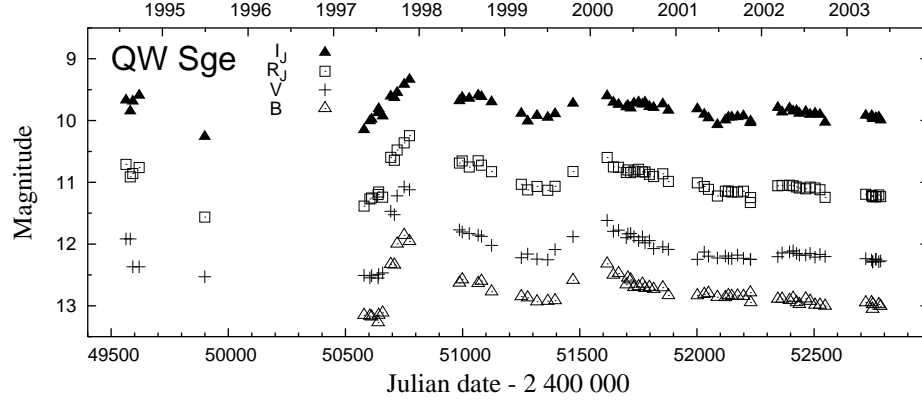 1995 1996 1997 1998 1999 2000 2001 2002 2003
QW Sge
I_J
R_J
V
B
Magnitude
9
10
11
12
13
49500 50000 50500 51000 51500 52000 52500
Julian date - 2 400 000